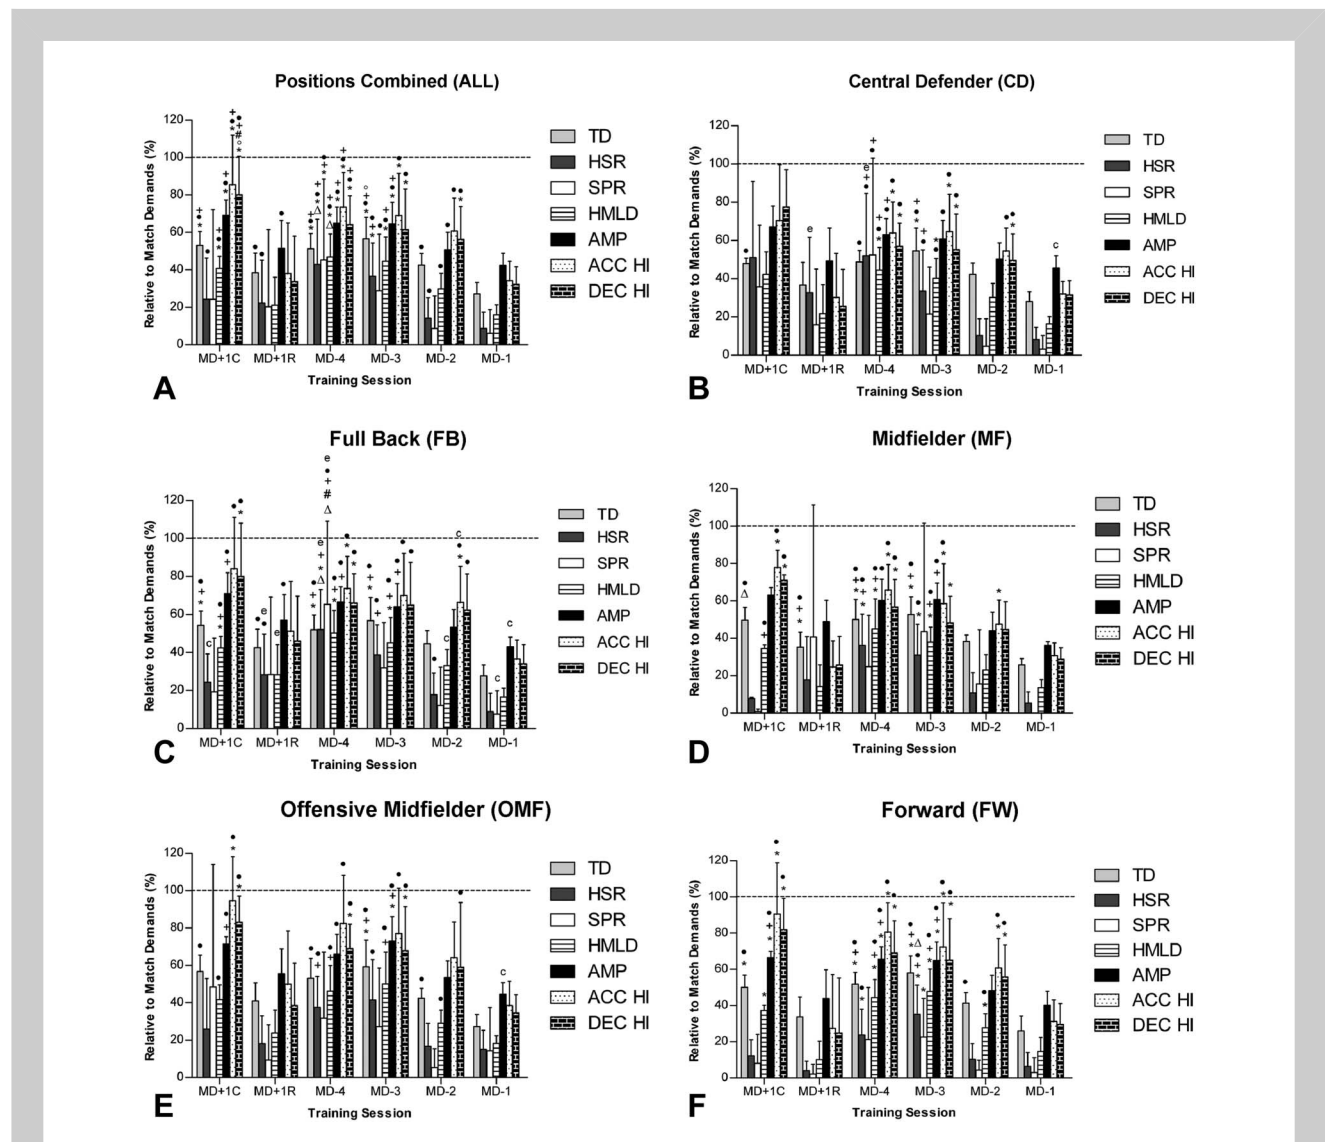 Positions Combined (ALL)
Relative to Match Demands (%)
120
100
80
60
40
20
0
MD+1C MD+1R MD-4 MD-3 MD-2 MD-1
Training Session
TD
HSR
SPR
HMLD
AMP
ACC HI
DEC HI
A
Central Defender (CD)
Relative to Match Demands (%)
120
100
80
60
40
20
0
e
e
c
MD+1C MD+1R MD-4 MD-3 MD-2 MD-1
Training Session
TD
HSR
SPR
HMLD
AMP
ACC HI
DEC HI
B
Full Back (FB)
Relative to Match Demands (%)
120
100
80
60
40
20
0
c
e
e
e
e
c
c
c
c
MD+1C MD+1R MD-4 MD-3 MD-2 MD-1
Training Session
TD
HSR
SPR
HMLD
AMP
ACC HI
DEC HI
C
Midfielder (MF)
Relative to Match Demands (%)
120
100
80
60
40
20
0
MD+1C MD+1R MD-4 MD-3 MD-2 MD-1
Training Session
TD
HSR
SPR
HMLD
AMP
ACC HI
DEC HI
D
Offensive Midfielder (OMF)
Relative to Match Demands (%)
120
100
80
60
40
20
0
c
MD+1C MD+1R MD-4 MD-3 MD-2 MD-1
Training Session
TD
HSR
SPR
HMLD
AMP
ACC HI
DEC HI
E
Forward (FW)
Relative to Match Demands (%)
120
100
80
60
40
20
0
MD+1C MD+1R MD-4 MD-3 MD-2 MD-1
Training Session
TD
HSR
SPR
HMLD
AMP
ACC HI
DEC HI
F